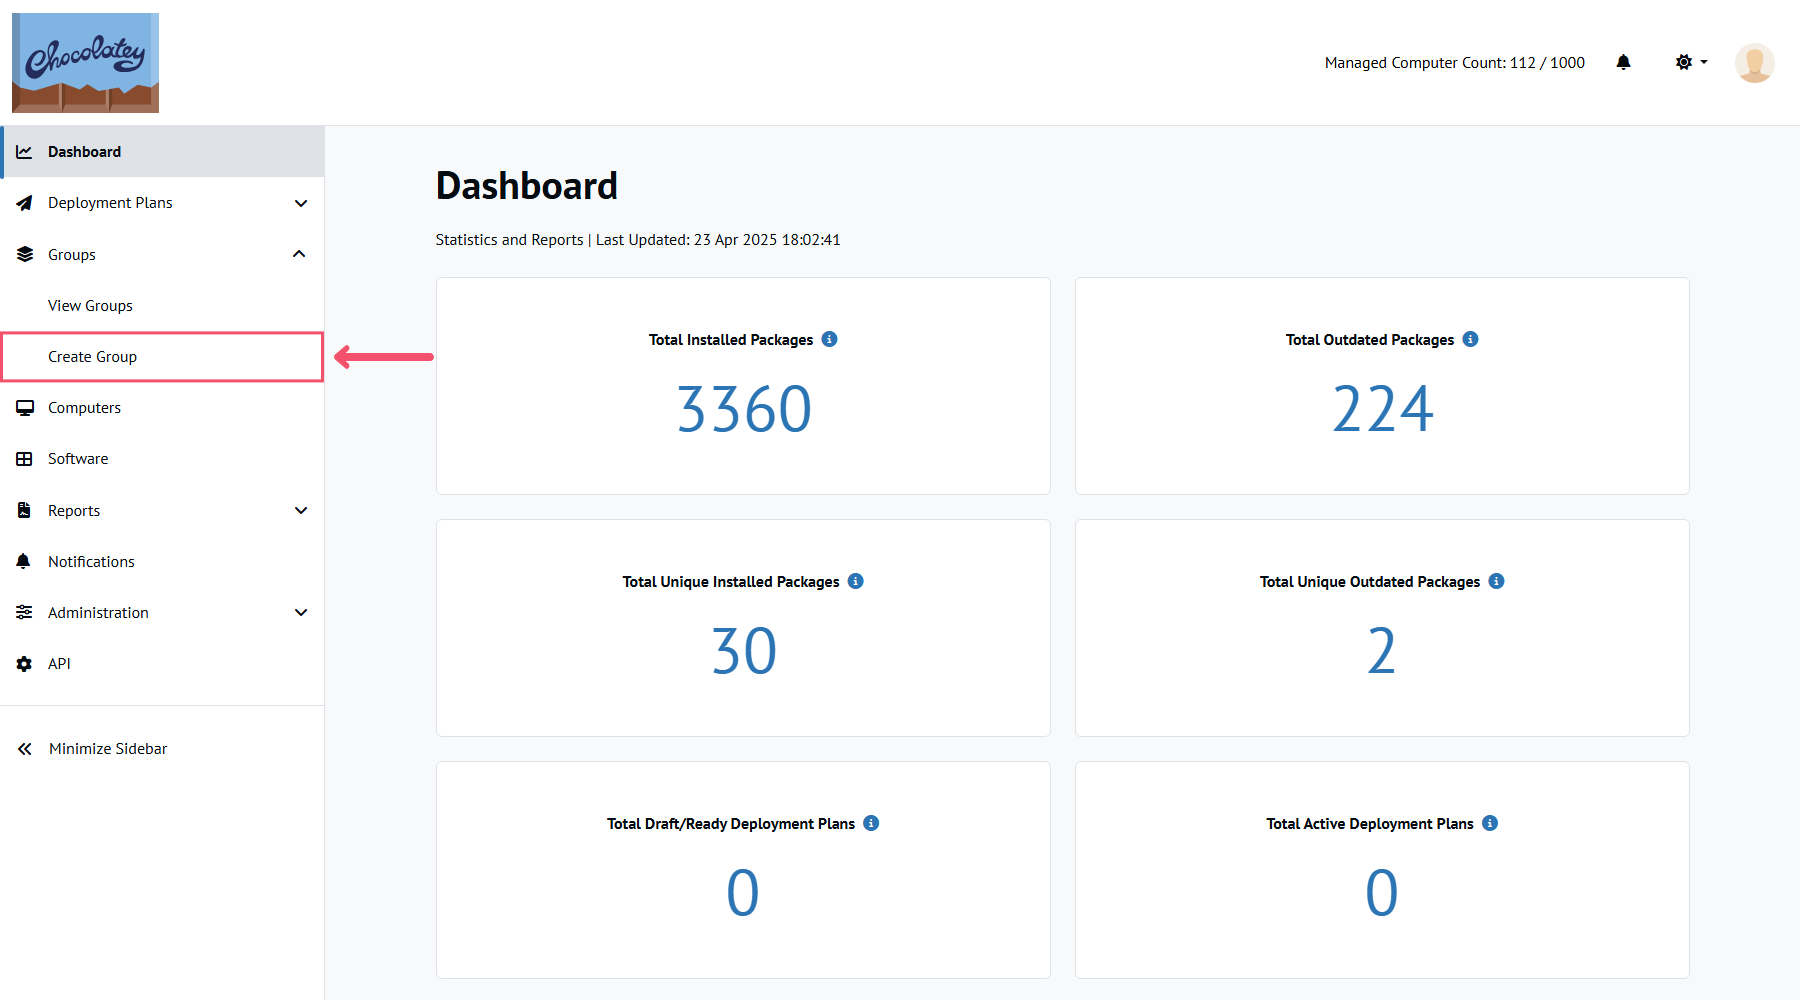 Chocolatey
Managed Computer Count: 112 / 1000
Dashboard
Deployment Plans
Groups
View Groups
Create Group
Computers
Software
Reports
Notifications
Administration
API
Minimize Sidebar
Dashboard
Statistics and Reports | Last Updated: 23 Apr 2025 18:02:41
Total Installed Packages
3360
Total Outdated Packages
224
Total Unique Installed Packages
30
Total Unique Outdated Packages
2
Total Draft/Ready Deployment Plans
0
Total Active Deployment Plans
0